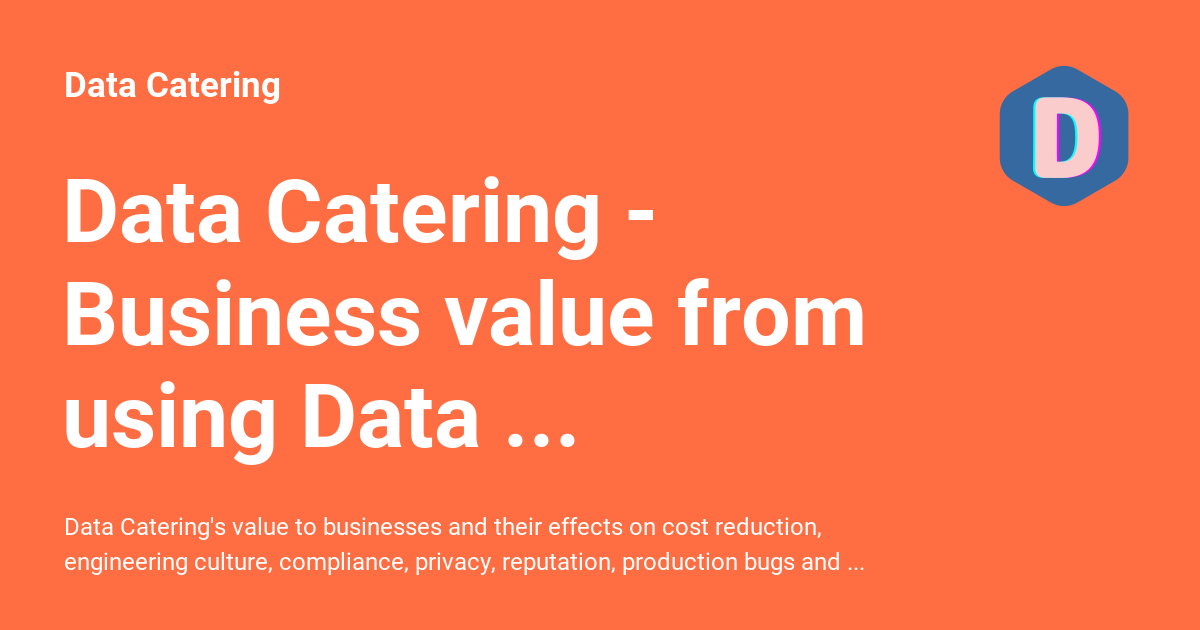 Data Catering
D
Data Catering -
Business value from
using Data ...
Data Catering's value to businesses and their effects on cost reduction,
engineering culture, compliance, privacy, reputation, production bugs and ...